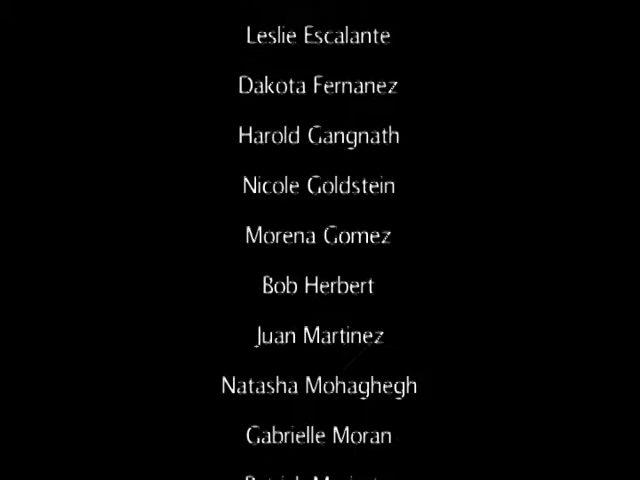 Leslie Escalante
Dakota Fernanez
Harold Gangnath
Nicole Goldstein
Morena Gomez
Bob Herbert
Juan Martinez
Natasha Mohaghegh
Gabrielle Moran